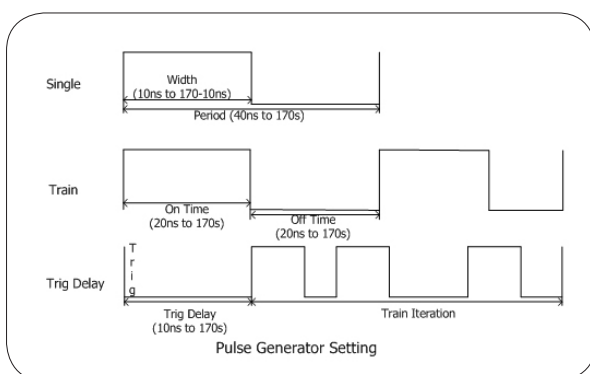 Single
Width
(10ns to 170-10ns)
Period (40ns to 170s)
Train
On Time
(20ns to 170s)
Off Time
(20ns to 170s)
Trig
Trig Delay
Trig Delay
(10ns to 170s)
Train Iteration
Pulse Generator Setting